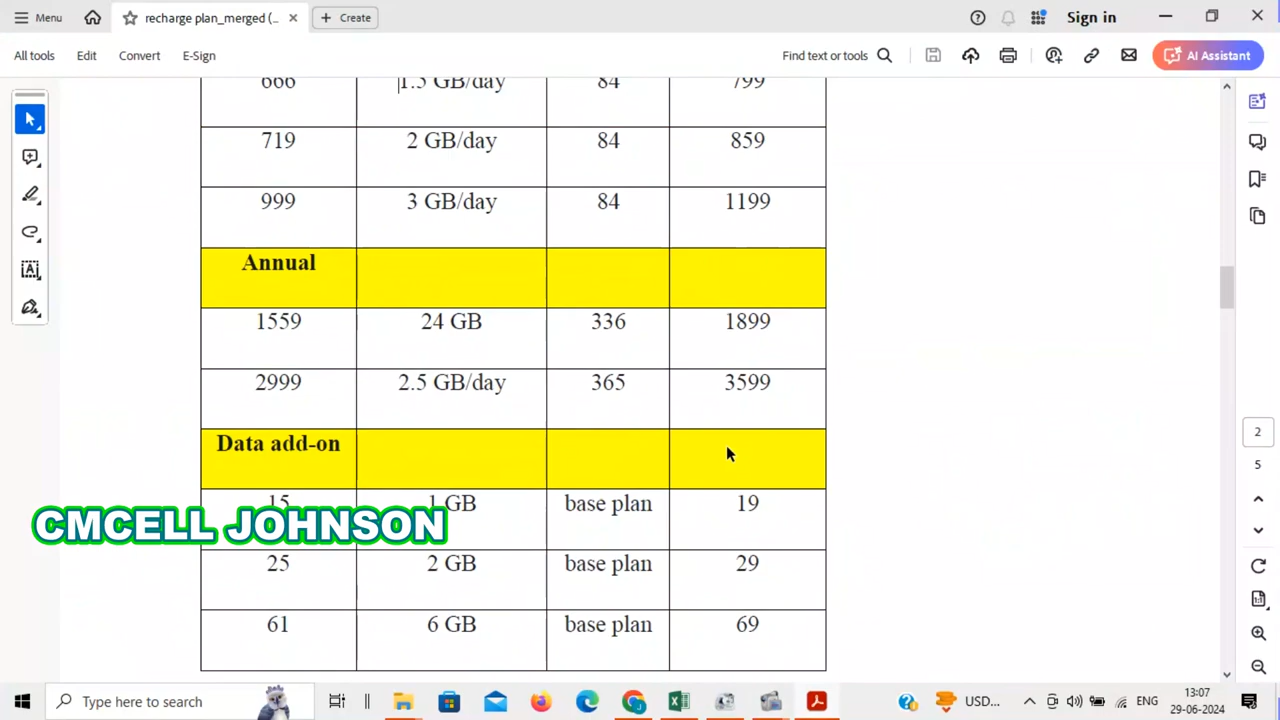 Menu
recharge plan_merged (...
Create
Sign in
All tools
Edit
Convert
E-Sign
Find text or tools
AI Assistant
666 1.5 GB/day 84 799
719 2 GB/day 84 859
999 3 GB/day 84 1199
Annual
1559 24 GB 336 1899
2999 2.5 GB/day 365 3599
Data add-on
15 1 GB base plan 19
CMCELL JOHNSON
25 2 GB base plan 29
61 6 GB base plan 69
2
5
Type here to search
USD...
ENG
13:07
29-06-2024